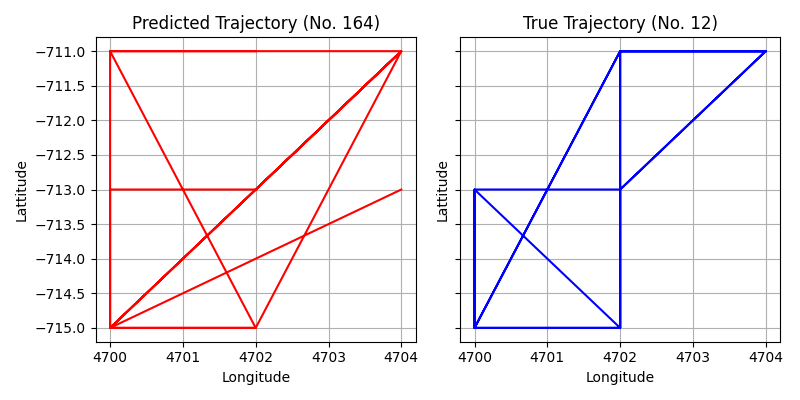 Predicted Trajectory (No. 164)
True Trajectory (No. 12)
−711.0
−711.5
−712.0
−712.5
−713.0
−713.5
−714.0
−714.5
−715.0
Lattitude
Lattitude
4700 4701 4702 4703 4704
4700 4701 4702 4703 4704
Longitude
Longitude